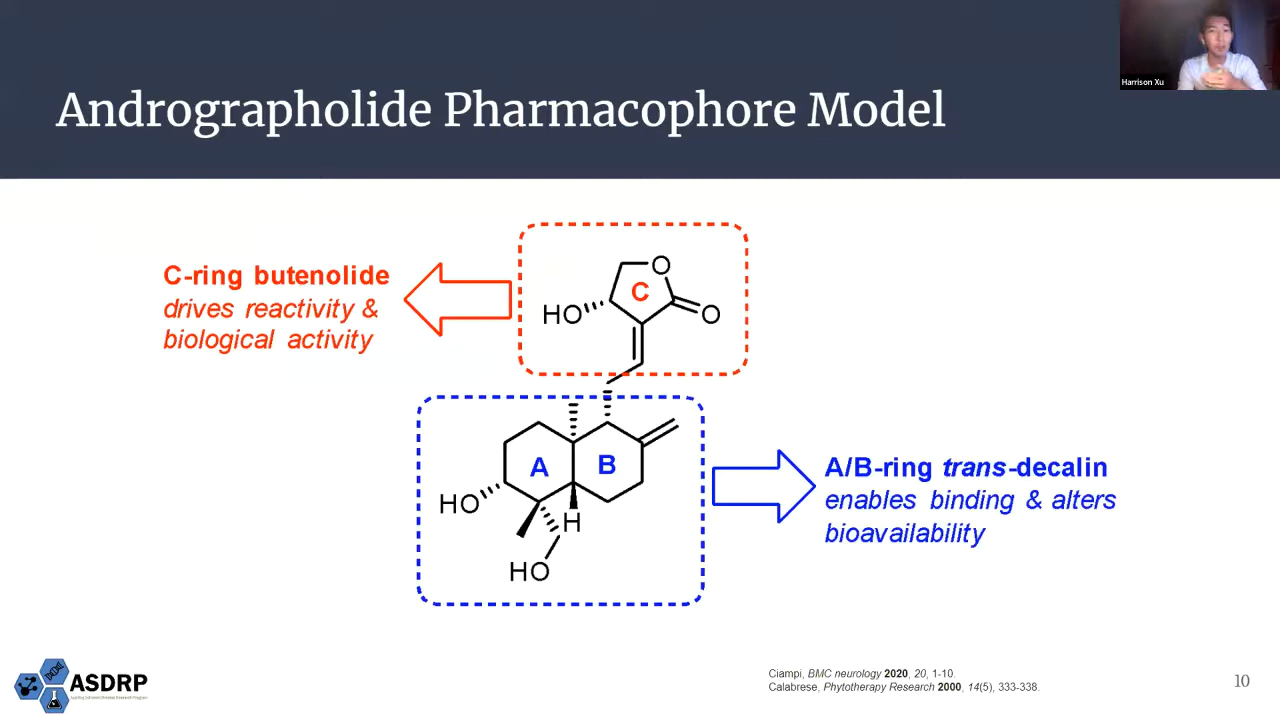 Harrison Xu
Andrographolide Pharmacophore Model
C-ring butenolide
drives reactivity &
biological activity
O
C
HO
O
A
B
HO
H
HO
A/B-ring trans-decalin
enables binding & alters
bioavailability
ASDRP
Ciampi, BMC neurology 2020, 20, 1-10.
Calabrese, Phytotherapy Research 2000, 14(5), 333-338.
10